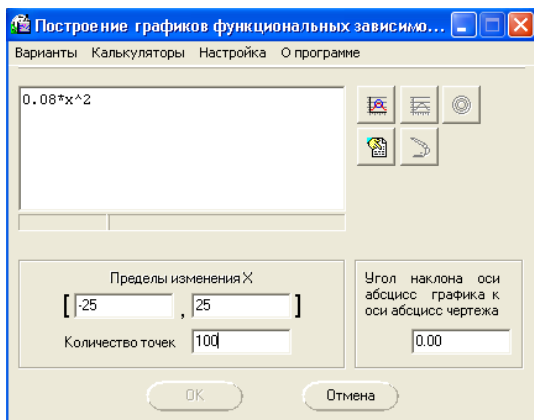 Построение графиков функциональных зависимо...
Варианты Калькуляторы Настройка О программе
0.08*x^2
Пределы изменения X
[ -25 , 25 ]
Количество точек 100
Угол наклона оси
абсцисс графика к
оси абсцисс чертежа
0.00
OK Отмена